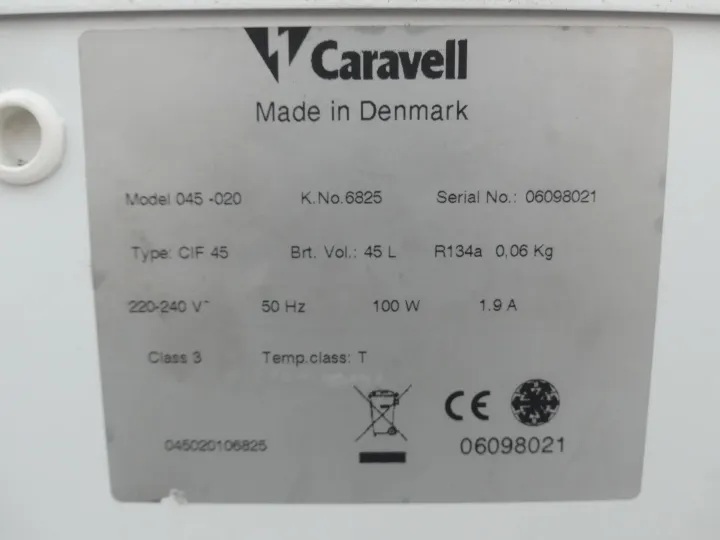 Caravell
Made in Denmark
Model 045 -020 K.No.6825 Serial No.: 06098021
Type: CIF 45 Brt. Vol.: 45 L R134a 0,06 Kg
220-240 V~ 50 Hz 100 W 1.9 A
Class 3 Temp.class: T
CE
045020106825 06098021